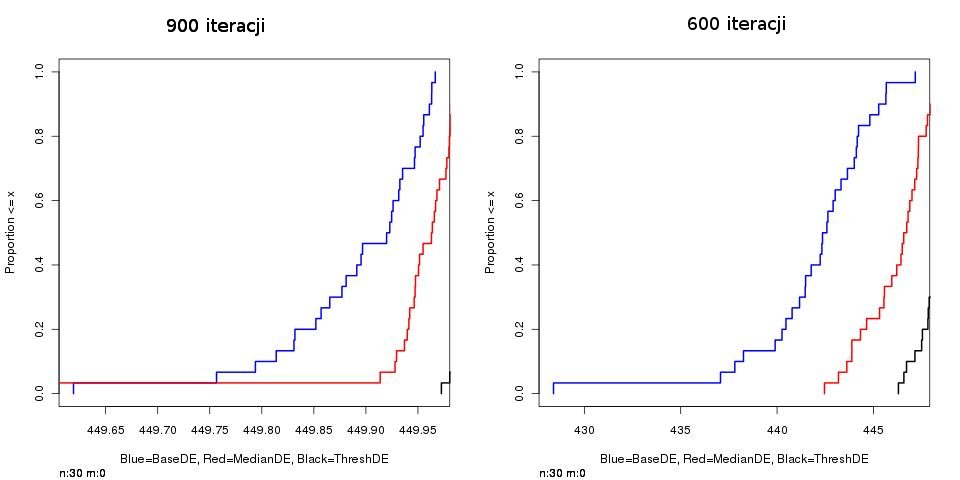 900 iteracji
Proportion <= x
1.0
0.8
0.6
0.4
0.2
0.0
449.65 449.70 449.75 449.80 449.85 449.90 449.95
Blue=BaseDE, Red=MedianDE, Black=ThreshDE
n:30 m:0
600 iteracji
Proportion <= x
1.0
0.8
0.6
0.4
0.2
0.0
430 435 440 445
Blue=BaseDE, Red=MedianDE, Black=ThreshDE
n:30 m:0